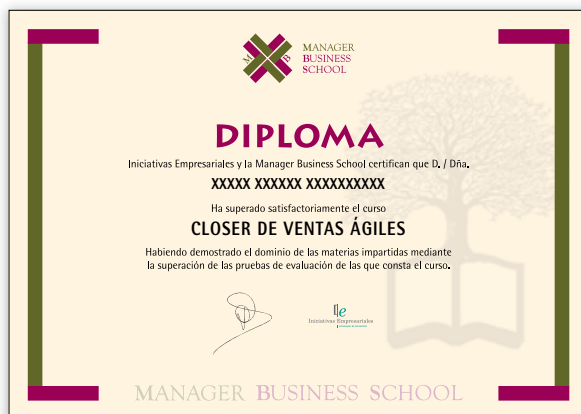 M B
MANAGER
BUSINESS
SCHOOL
DIPLOMA
Iniciativas Empresariales y la Manager Business School certifican que D. / Dña.
XXXXX XXXXXX XXXXXXXXXX
Ha superado satisfactoriamente el curso
CLOSER DE VENTAS ÁGILES
Habiendo demostrado el dominio de las materias impartidas mediante
la superación de las pruebas de evaluación de las que consta el curso.
Iniciativas Empresariales
MANAGER BUSINESS SCHOOL